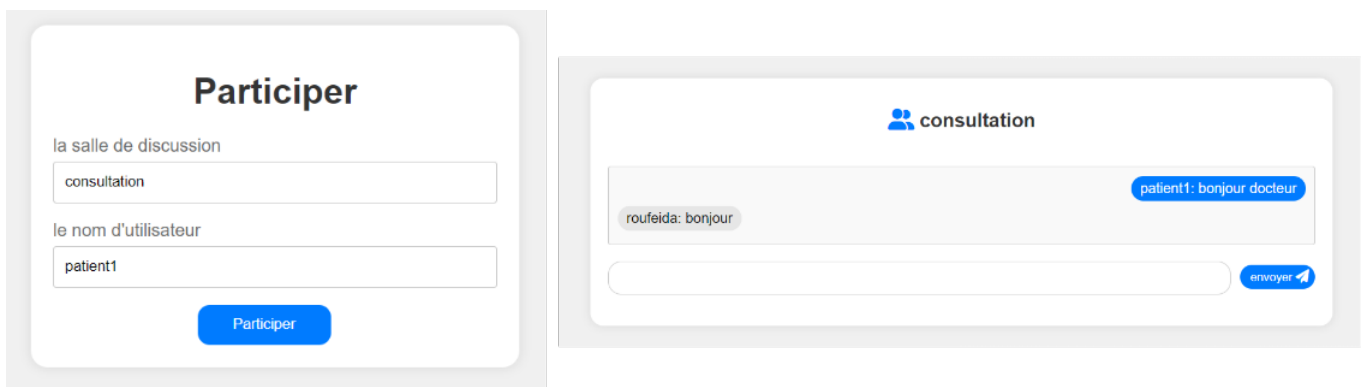 Participer
la salle de discussion
consultation
le nom d'utilisateur
patient1
Participer
consultation
patient1: bonjour docteur
roufeida: bonjour
envoyer